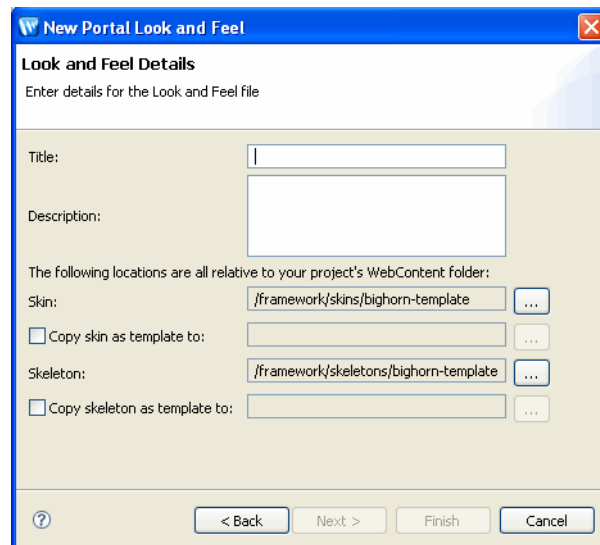 New Portal Look and Feel
Look and Feel Details
Enter details for the Look and Feel file
Title:
Description:
The following locations are all relative to your project's WebContent folder:
Skin: /framework/skins/bighorn-template ...
Copy skin as template to: ...
Skeleton: /framework/skeletons/bighorn-template ...
Copy skeleton as template to: ...
? < Back Next > Finish Cancel